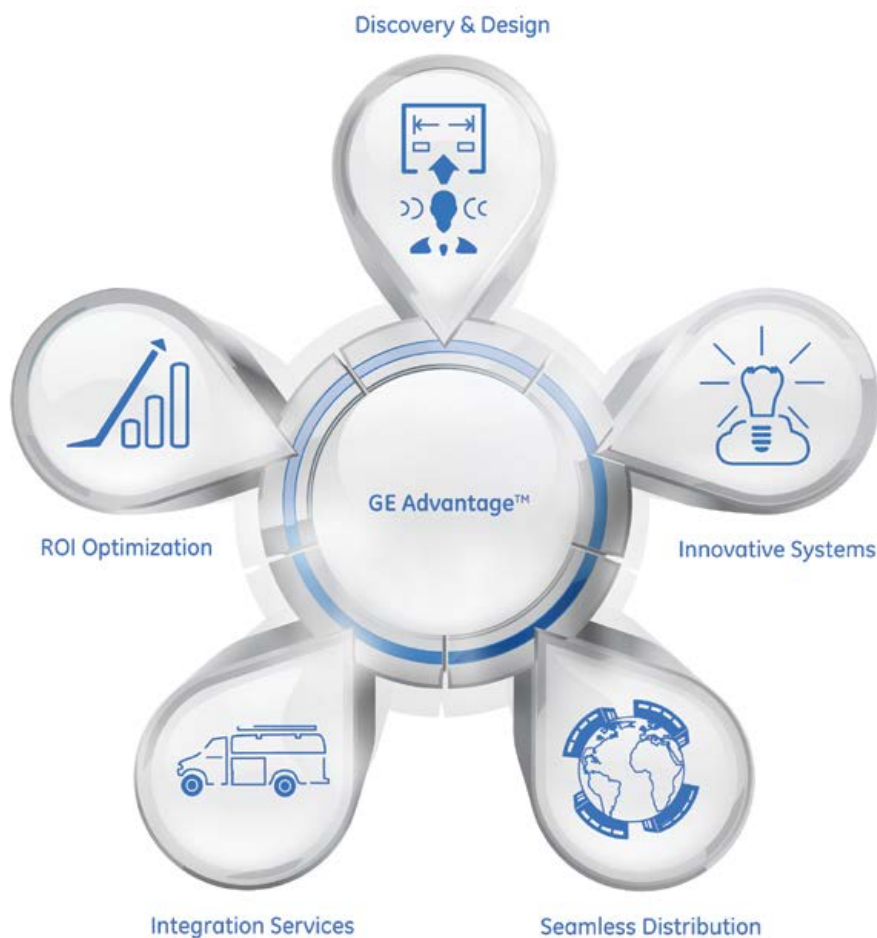 Discovery & Design
GE Advantage™
ROI Optimization
Innovative Systems
Integration Services
Seamless Distribution